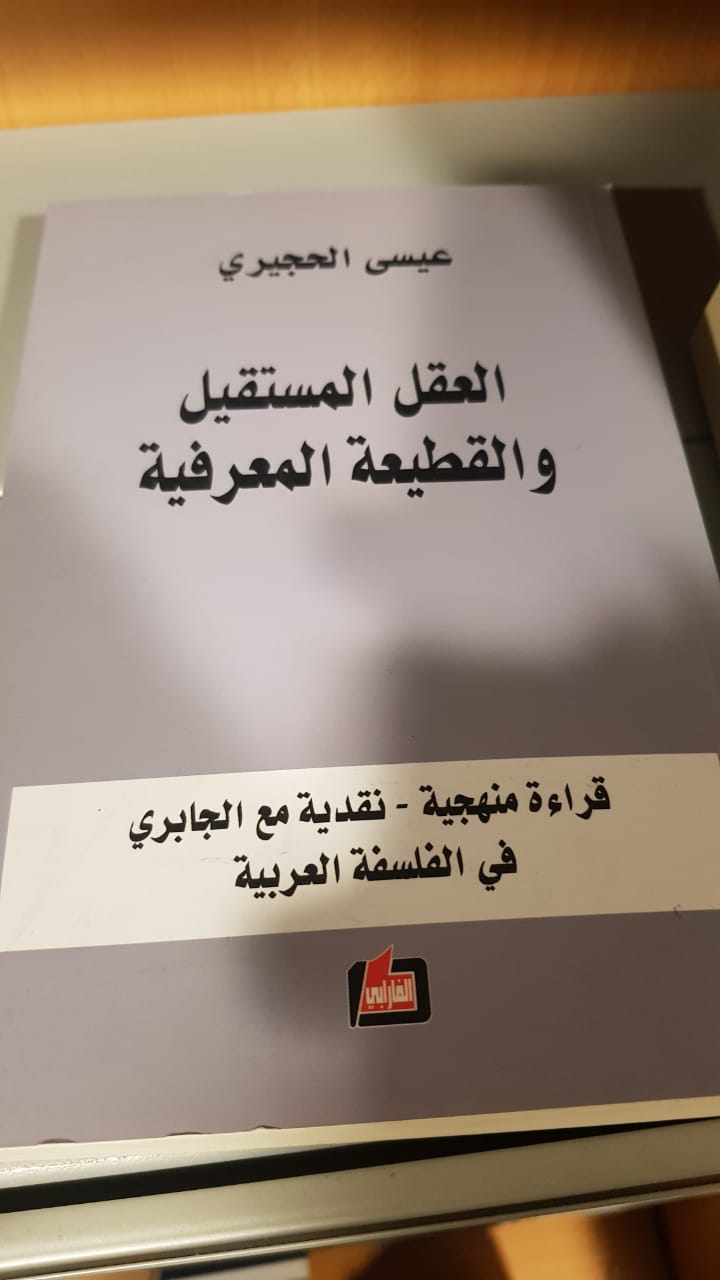 عيسى الحجيري
العقل المستقيل
والقطيعة المعرفية
قراءة منهجية - نقدية مع الجابري
في الفلسفة العربية
الفارابي